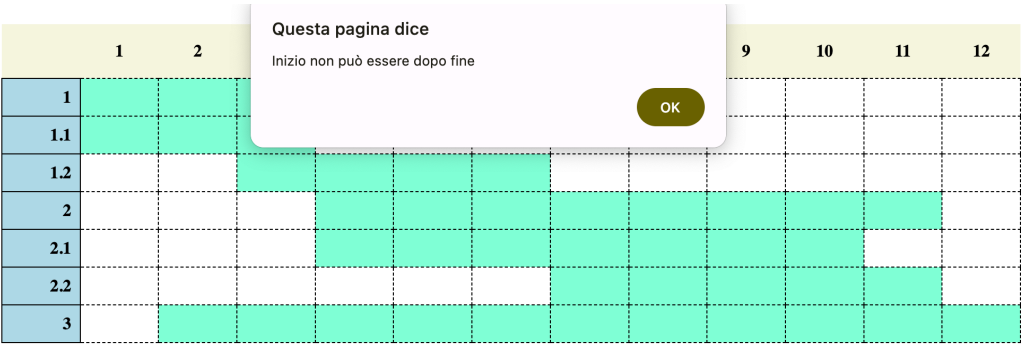 Questa pagina dice
Inizio non può essere dopo fine
OK
1 2 9 10 11 12
1
1.1
1.2
2
2.1
2.2
3